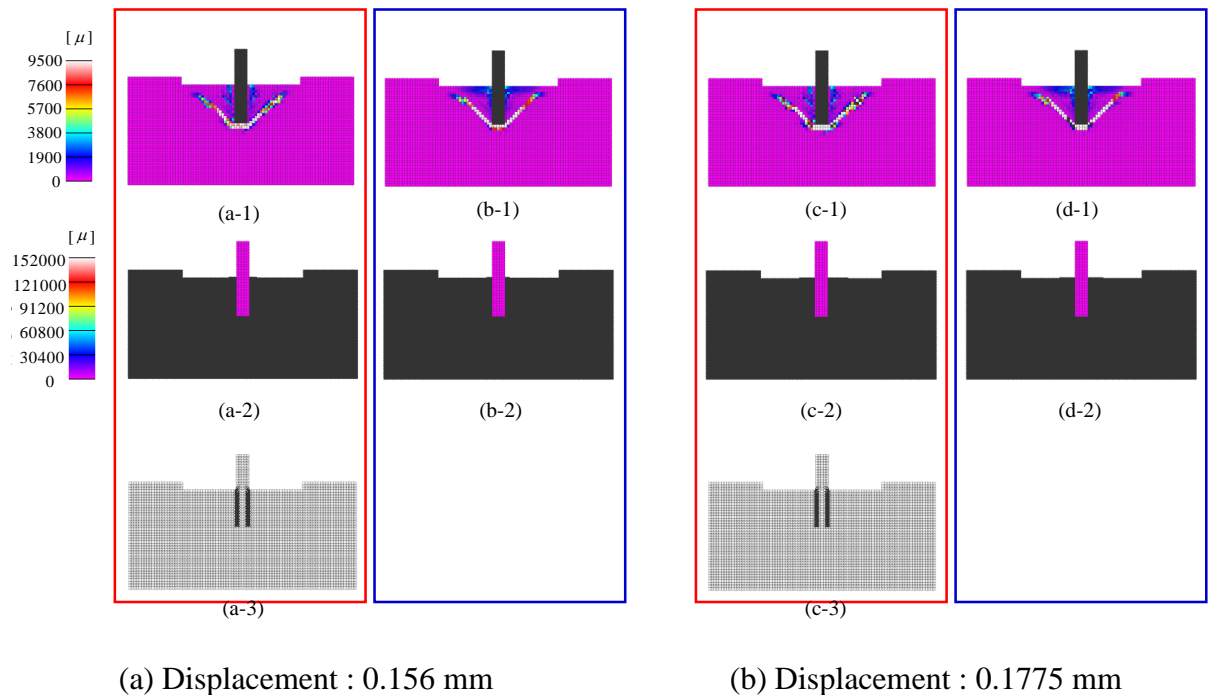 [ μ ]
9500
7600
5700
3800
1900
0
(a-1)
(b-1)
(c-1)
(d-1)
[ μ ]
152000
121000
91200
60800
30400
0
(a-2)
(b-2)
(c-2)
(d-2)
(a-3)
(c-3)
(a) Displacement : 0.156 mm
(b) Displacement : 0.1775 mm